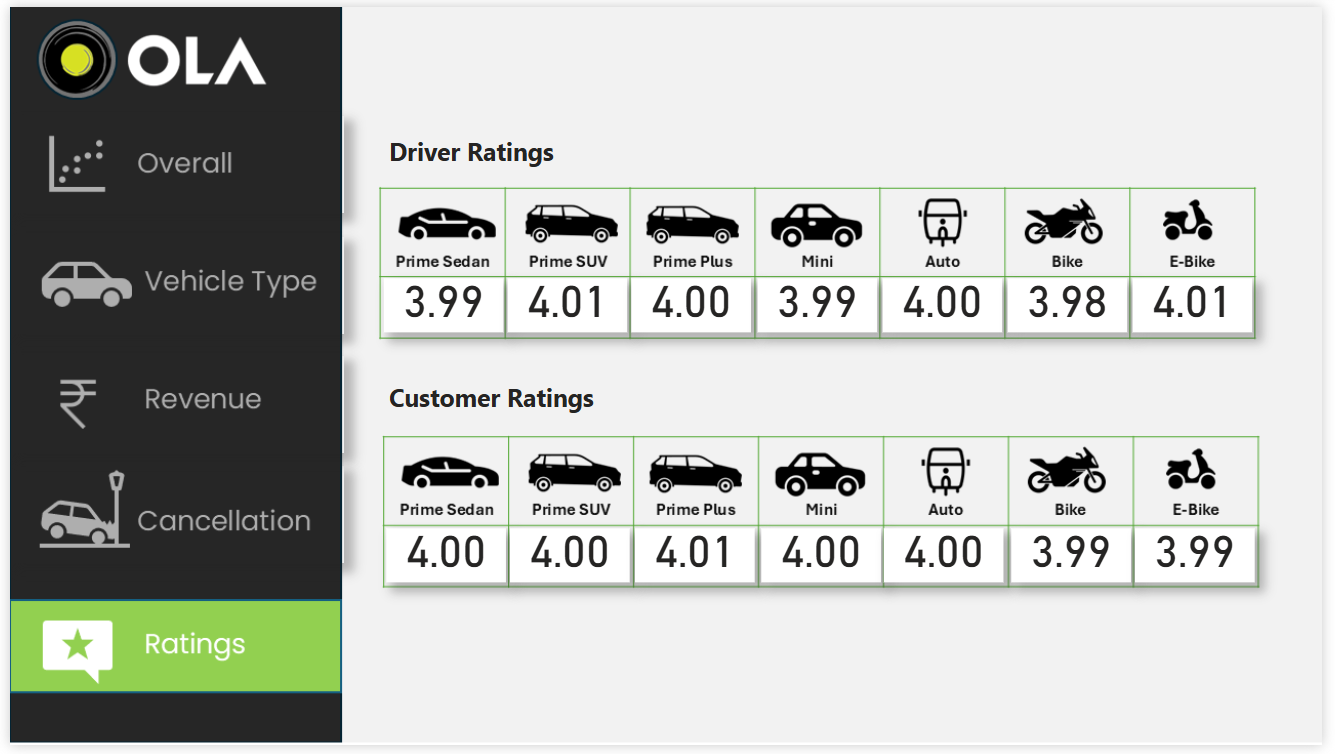 OLA
Overall
Vehicle Type
Revenue
Cancellation
Ratings
Driver Ratings
Prime Sedan Prime SUV Prime Plus Mini Auto Bike E-Bike
3.99 4.01 4.00 3.99 4.00 3.98 4.01
Customer Ratings
Prime Sedan Prime SUV Prime Plus Mini Auto Bike E-Bike
4.00 4.00 4.01 4.00 4.00 3.99 3.99